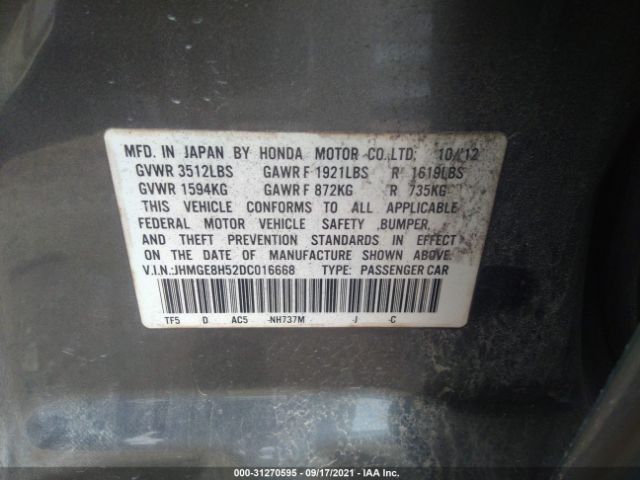 MFD. IN JAPAN BY HONDA MOTOR CO.,LTD. 10/12
GVWR 3512LBS GAWR F 1921LBS R 1619LBS
GVWR 1594KG GAWR F 872KG R 735KG
THIS VEHICLE CONFORMS TO ALL APPLICABLE
FEDERAL MOTOR VEHICLE SAFETY ,BUMPER,
AND THEFT PREVENTION STANDARDS IN EFFECT
ON THE DATE OF MANUFACTURE SHOWN ABOVE.
V.I.N.:JHMGE8H52DC016668 TYPE: PASSENGER CAR
TF5 D AC5 -NH737M -J -C
000-31270595 - 09/17/2021 - IAA Inc.